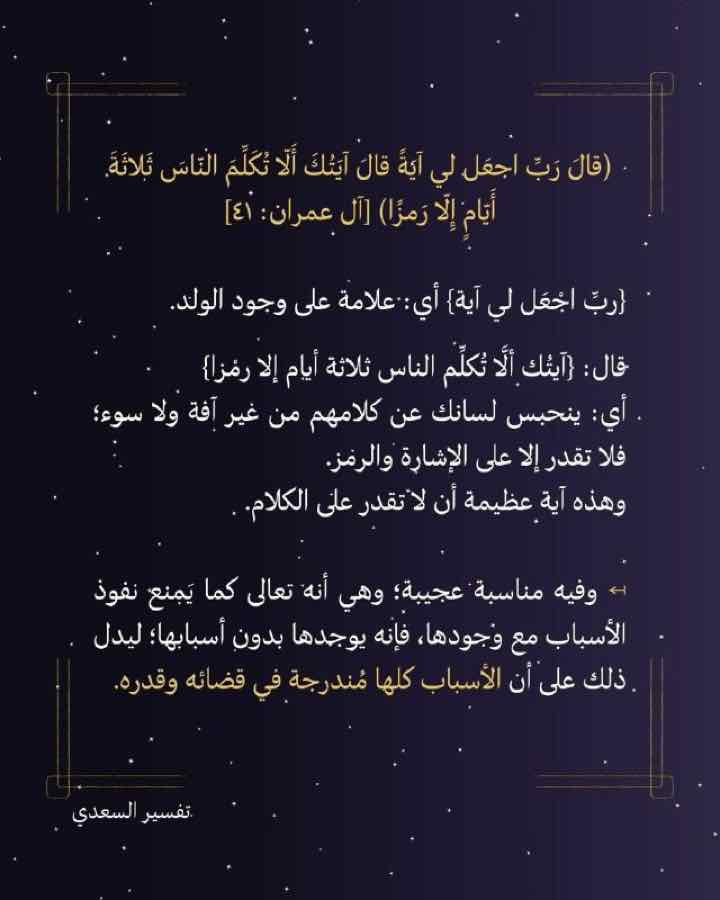 (قالَ رَبِّ اجعَل لي آيَةً قالَ آيَتُكَ أَلّا تُكَلِّمَ النّاسَ ثَلاثَةَ
أَيّامٍ إِلّا رَمزًا) [آل عمران: ٤١]
{ربِّ اجْعَل لي آية} أي: علامة على وجود الولد.
قال: {آيتُك ألَّا تُكلِّم الناس ثلاثة أيام إلا رمْزا}
أي: ينحبس لسانك عن كلامهم من غير آفة ولا سوء؛
فلا تقدر إلا على الإشارة والرمز.
وهذه آية عظيمة أن لا تقدر على الكلام.
↤ وفيه مناسبة عجيبة؛ وهي أنه تعالى كما يَمنع نفوذ
الأسباب مع وجودها، فإنه يوجدها بدون أسبابها؛ ليدل
ذلك على أن الأسباب كلها مُندرجة في قضائه وقدره.
تفسير السعدي